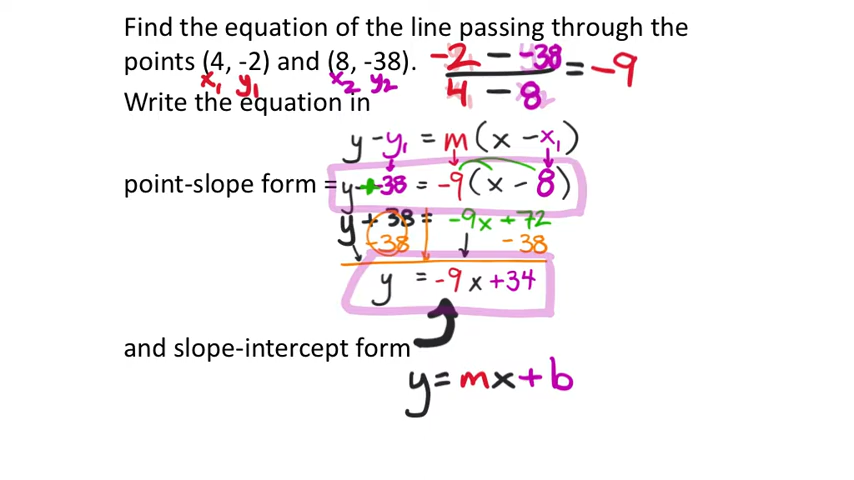 Find the equation of the line passing through the
points (4, -2) and (8, -38).
x₁ y₁ x₂ y₂
-2 - -38
4 - 8
= -9
Write the equation in
y - y₁ = m(x - x₁)
point-slope form = y + 38 = -9(x - 8)
y + 38 = -9x + 72
-38 - 38
y = -9x + 34
and slope-intercept form
y = mx + b